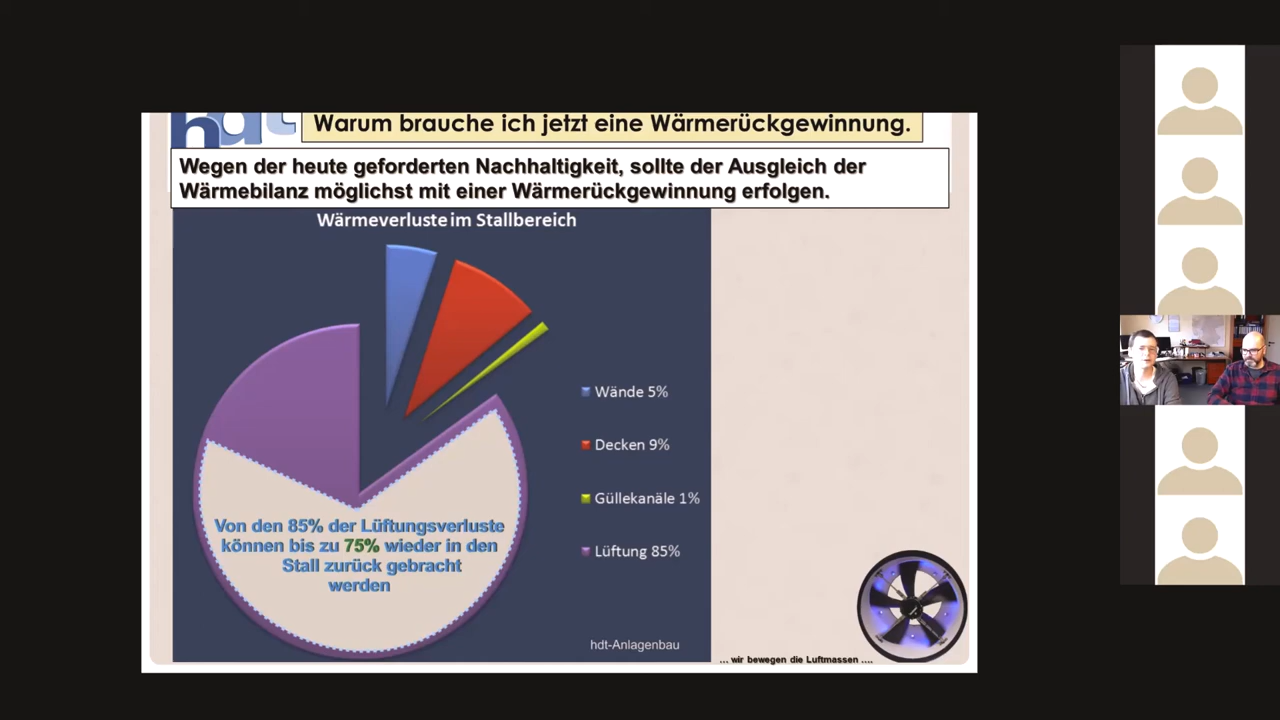 hdt
Warum brauche ich jetzt eine Wärmerückgewinnung.
Wegen der heute geforderten Nachhaltigkeit, sollte der Ausgleich der
Wärmebilanz möglichst mit einer Wärmerückgewinnung erfolgen.
Wärmeverluste im Stallbereich
Wände 5%
Decken 9%
Güllekanäle 1%
Lüftung 85%
Von den 85% der Lüftungsverluste
können bis zu 75% wieder in den
Stall zurück gebracht
werden
hdt-Anlagenbau
... wir bewegen die Luftmassen ....